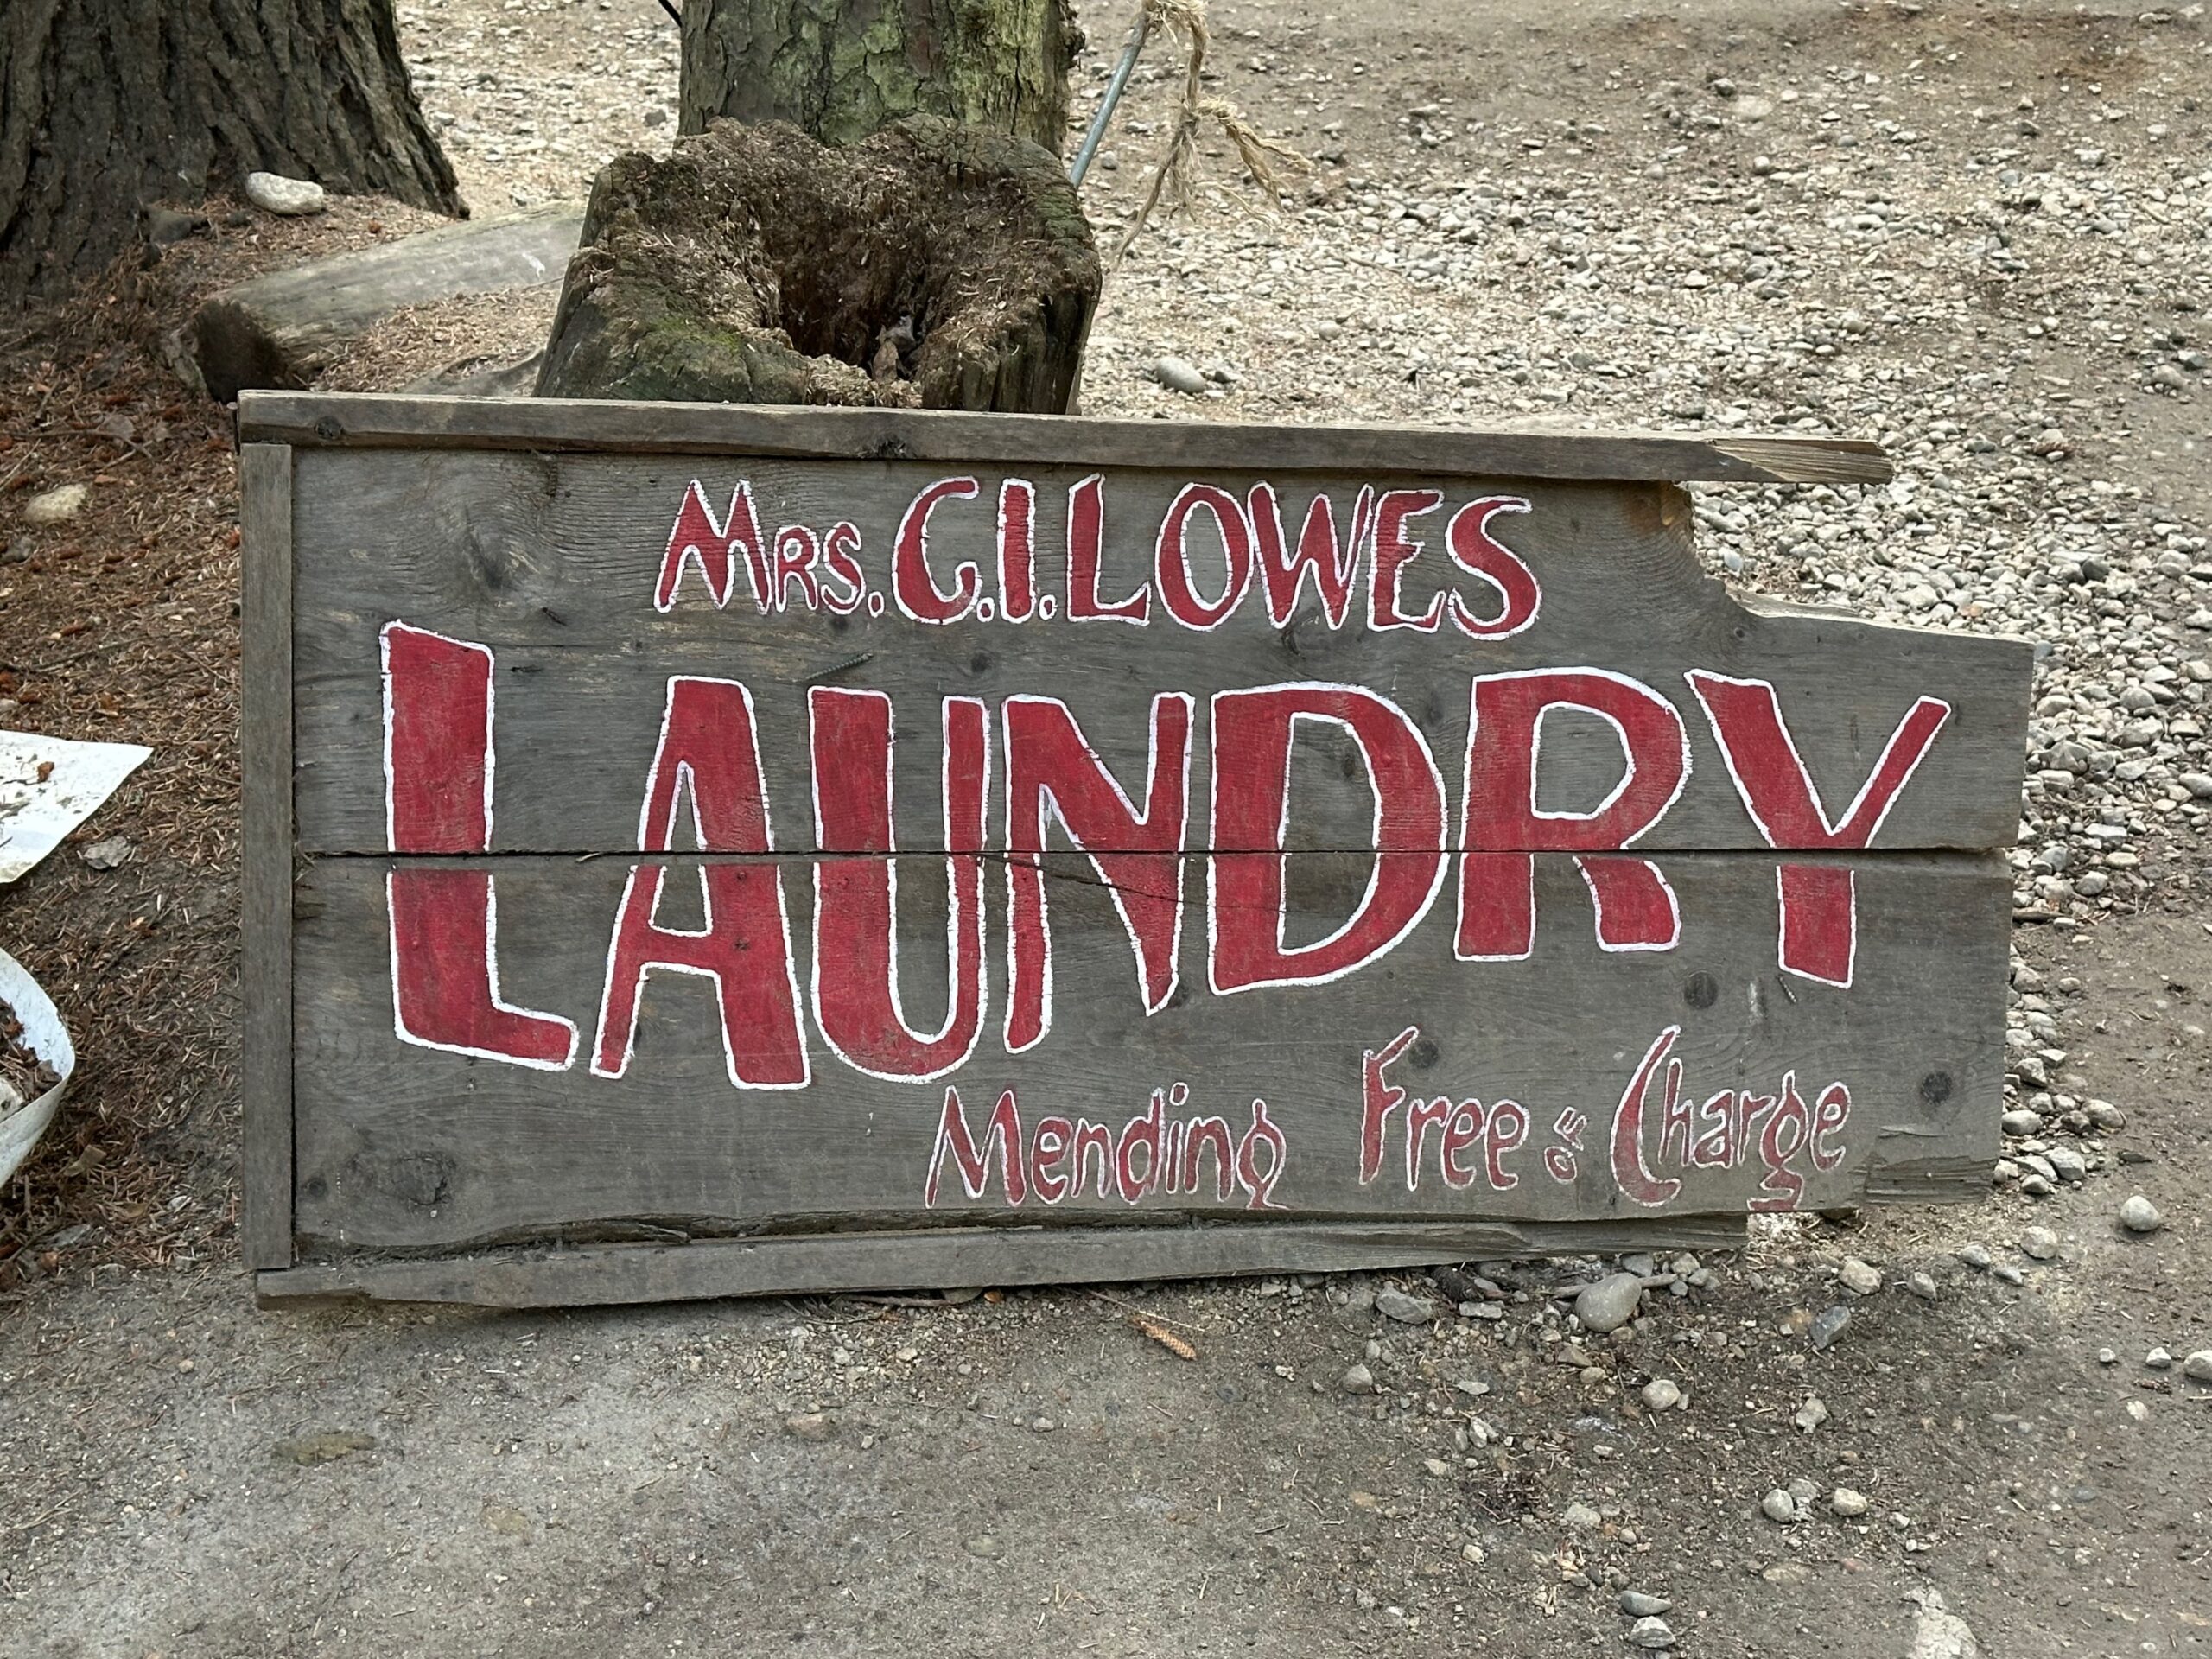 MRS. G.I. LOWES
LAUNDRY
Mending Free of Charge